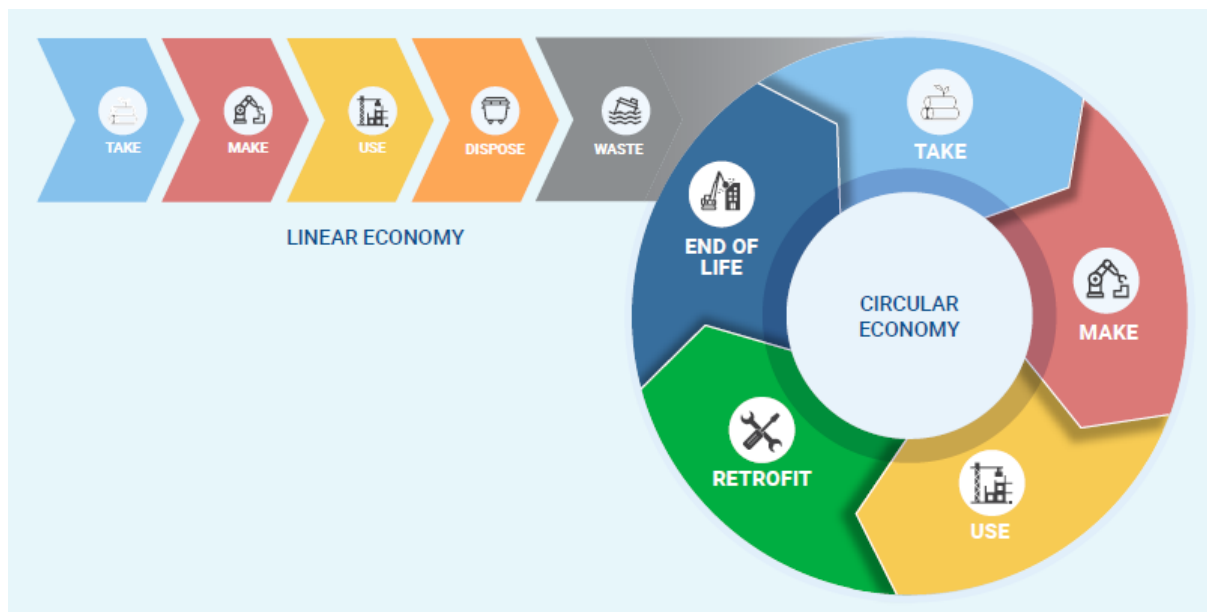 TAKE
MAKE
USE
DISPOSE
WASTE
LINEAR ECONOMY
TAKE
MAKE
USE
RETROFIT
END OF
LIFE
CIRCULAR
ECONOMY